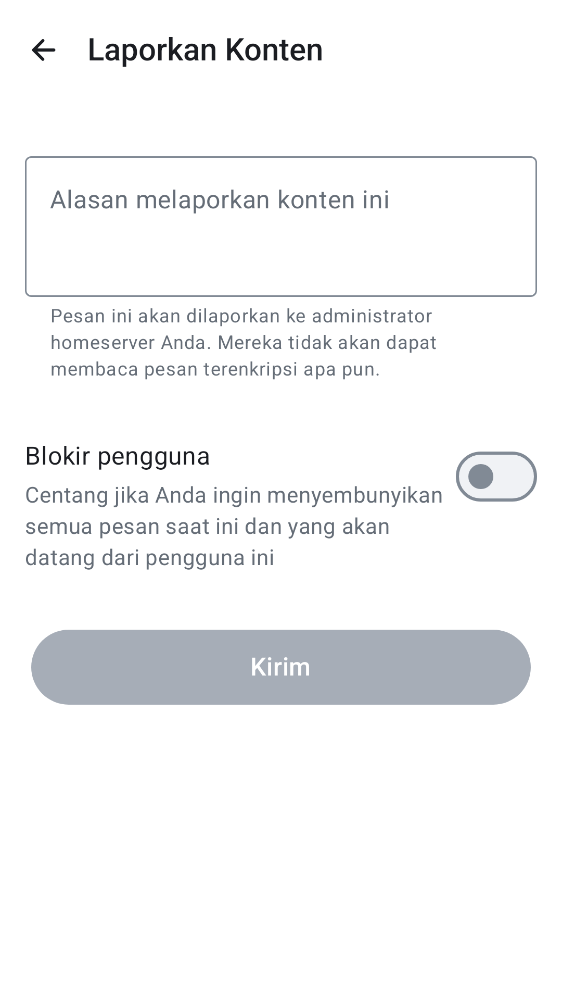 Laporkan Konten
Alasan melaporkan konten ini
Pesan ini akan dilaporkan ke administrator
homeserver Anda. Mereka tidak akan dapat
membaca pesan terenkripsi apa pun.
Blokir pengguna
Centang jika Anda ingin menyembunyikan
semua pesan saat ini dan yang akan
datang dari pengguna ini
Kirim